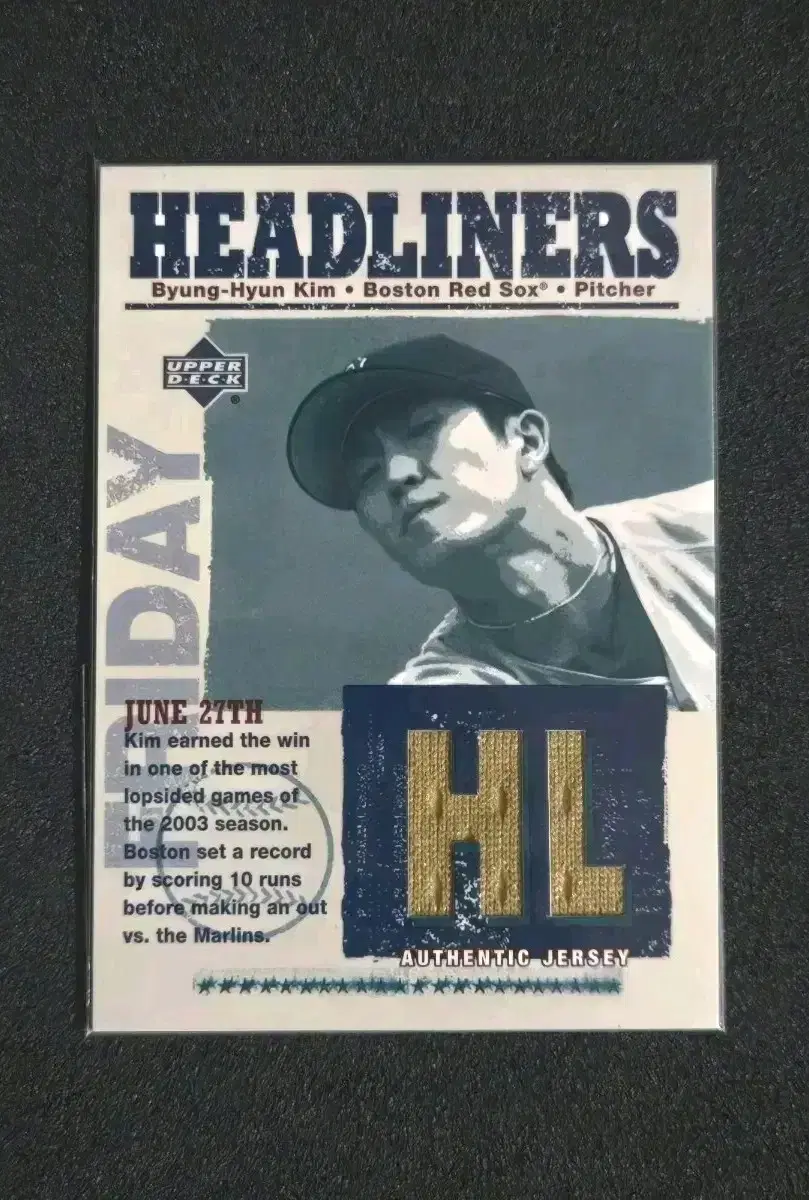 HEADLINERS
Byung-Hyun Kim • Boston Red Sox® • Pitcher
UPPER
D·E·C·K
®
FRIDAY
JUNE 27TH
Kim earned the win
in one of the most
lopsided games of
the 2003 season.
Boston set a record
by scoring 10 runs
before making an out
vs. the Marlins.
HL
AUTHENTIC JERSEY